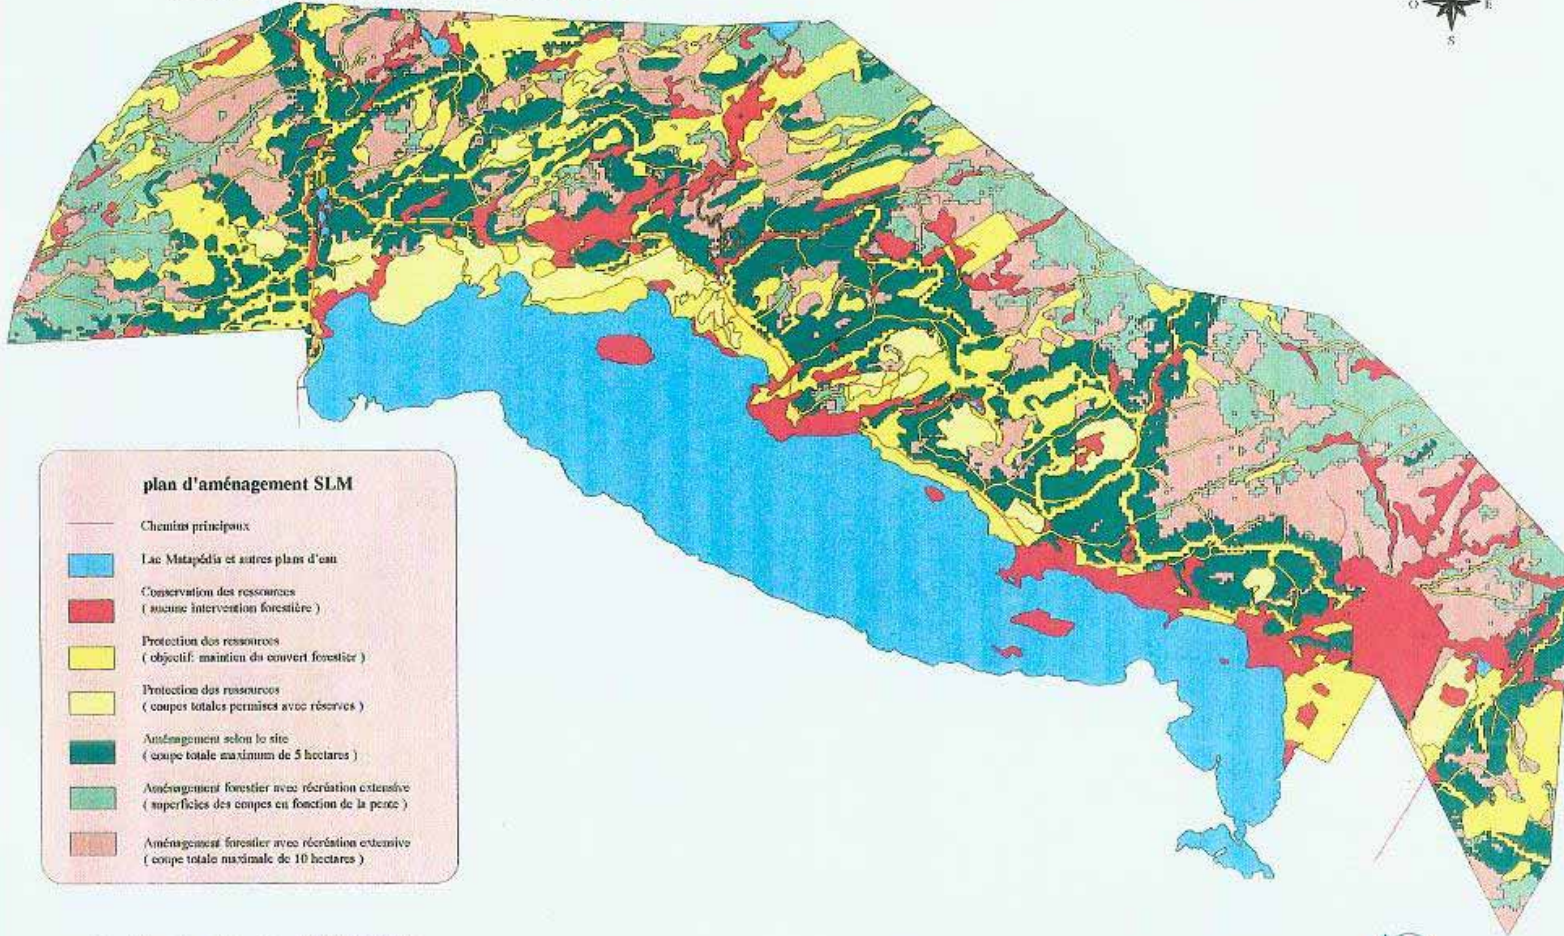 O E
S
plan d'aménagement SLM
Chemins principaux
Lac Matapédia et autres plans d'eau
Conservation des ressources
( aucune intervention forestière )
Protection des ressources
( objectif: maintien du couvert forestier )
Protection des ressources
( coupes totales permises avec réserves )
Aménagement selon le site
( coupe totale maximum de 5 hectares )
Aménagement forestier avec récréation extensive
( superficies des coupes en fonction de la pente )
Aménagement forestier avec récréation extensive
( coupe totale maximale de 10 hectares )